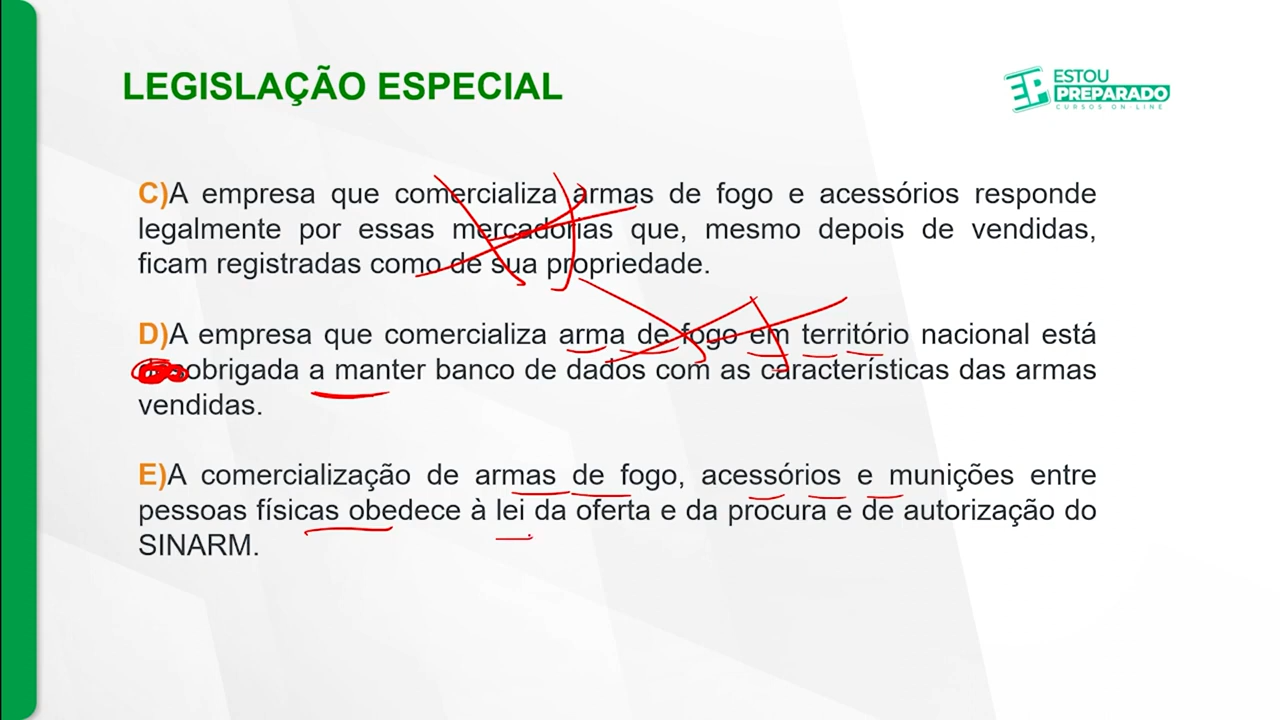 LEGISLAÇÃO ESPECIAL
ESTOU
PREPARADO
CURSOS ON-LINE
C)A empresa que comercializa armas de fogo e acessórios responde
legalmente por essas mercadorias que, mesmo depois de vendidas,
ficam registradas como de sua propriedade.
D)A empresa que comercializa arma de fogo em território nacional está
obrigada a manter banco de dados com as características das armas
vendidas.
E)A comercialização de armas de fogo, acessórios e munições entre
pessoas físicas obedece à lei da oferta e da procura e de autorização do
SINARM.